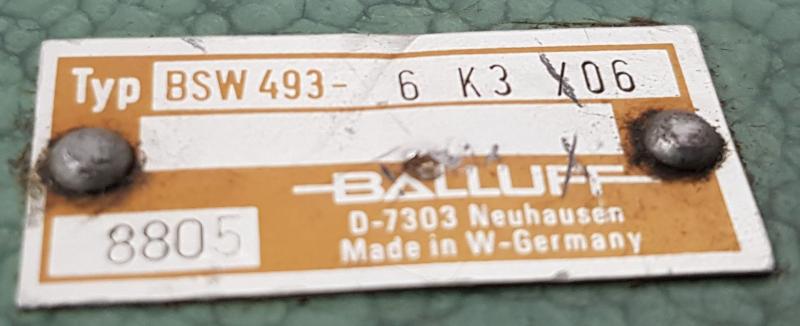 Typ BSW 493- 6 K3 X06
BALLUFF
D-7303 Neuhausen
8805
Made in W-Germany